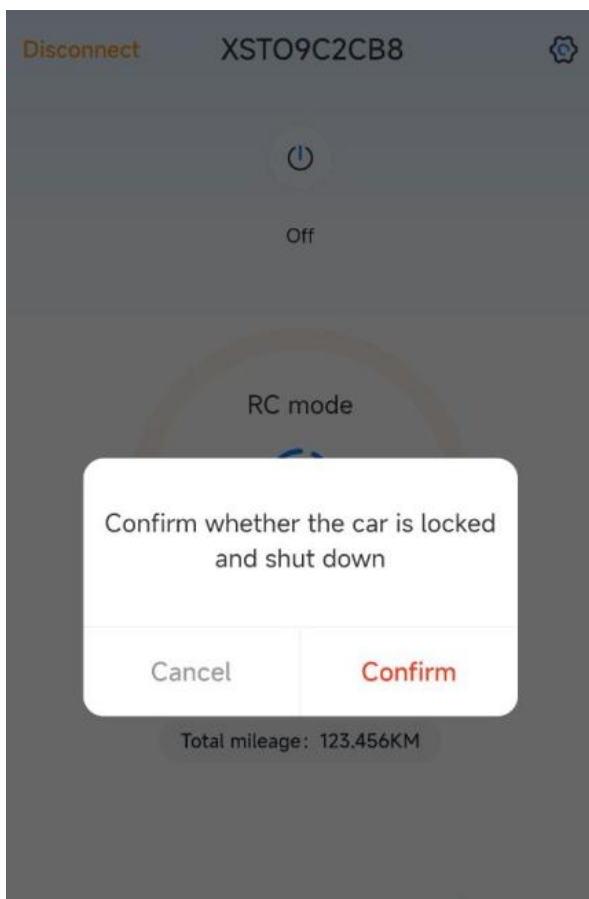 Disconnect XSTO9C2CB8
Off
RC mode
Confirm whether the car is locked
and shut down
Cancel Confirm
Total mileage: 123.456KM